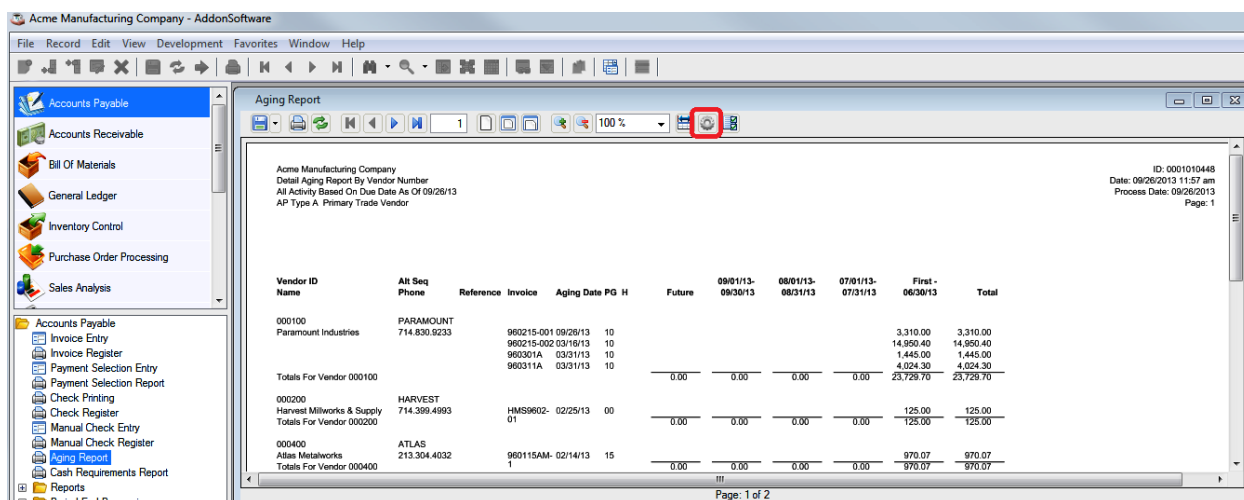 Acme Manufacturing Company - AddonSoftware
File Record Edit View Development Favorites Window Help
Accounts Payable
Accounts Receivable
Bill Of Materials
General Ledger
Inventory Control
Purchase Order Processing
Sales Analysis
Accounts Payable
Invoice Entry
Invoice Register
Payment Selection Entry
Payment Selection Report
Check Printing
Check Register
Manual Check Entry
Manual Check Register
Aging Report
Cash Requirements Report
Reports
Aging Report
1 100 %
Acme Manufacturing Company ID: 0001010448
Detail Aging Report By Vendor Number Date: 09/26/2013 11:57 am
All Activity Based On Due Date As Of 09/26/13 Process Date: 09/26/2013
AP Type A Primary Trade Vendor Page: 1
Vendor ID Alt Seq 09/01/13- 08/01/13- 07/01/13- First -
Name Phone Reference Invoice Aging Date PG H Future 09/30/13 08/31/13 07/31/13 06/30/13 Total
000100 PARAMOUNT
Paramount Industries 714.830.9233 960215-001 09/26/13 10 3,310.00 3,310.00
960215-002 03/16/13 10 14,950.40 14,950.40
960301A 03/31/13 10 1,445.00 1,445.00
960311A 03/31/13 10 4,024.30 4,024.30
Totals For Vendor 000100 0.00 0.00 0.00 0.00 23,729.70 23,729.70
000200 HARVEST
Harvest Millworks & Supply 714.399.4993 HMS9602- 02/25/13 00 125.00 125.00
Totals For Vendor 000200 01 0.00 0.00 0.00 0.00 125.00 125.00
000400 ATLAS
Atlas Metalworks 213.304.4032 960115AM- 02/14/13 15 970.07 970.07
Totals For Vendor 000400 1 0.00 0.00 0.00 0.00 970.07 970.07
Page: 1 of 2